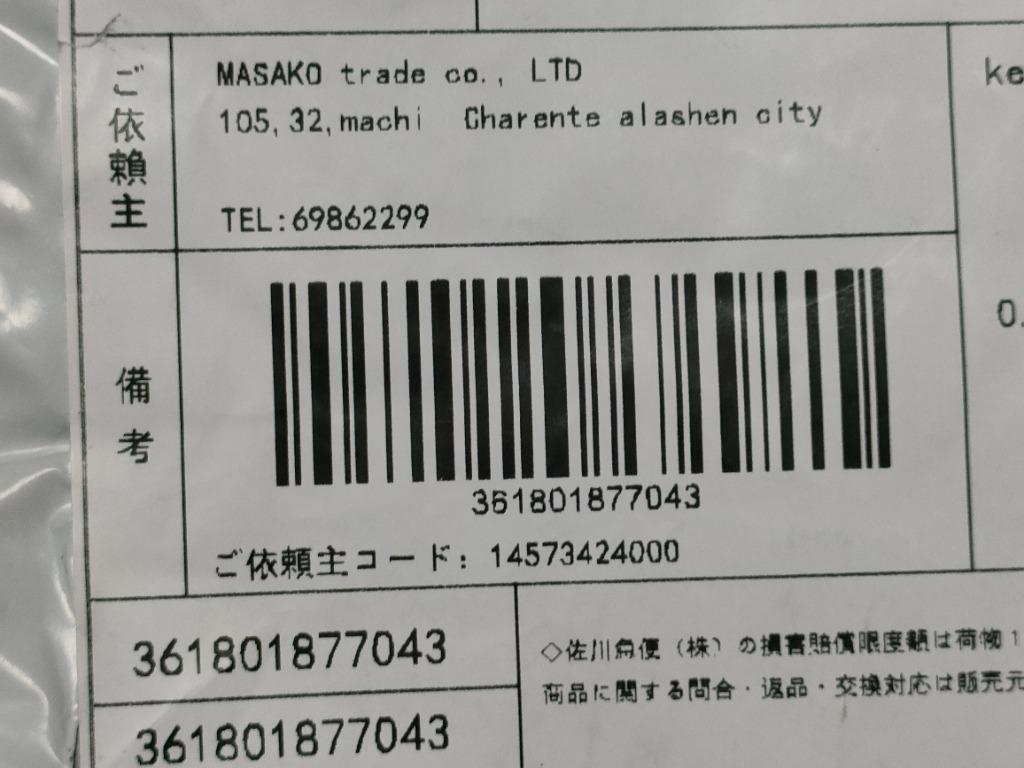 ご依頼主
MASAKO trade co., LTD
105, 32, machi Charente alashen city
TEL:69862299
ke
備考
361801877043
0.
ご依頼主コード: 14573424000
361801877043
361801877043
◇佐川急便（株）の損害賠償限度額は荷物1
商品に関する問合・返品・交換対応は販売元